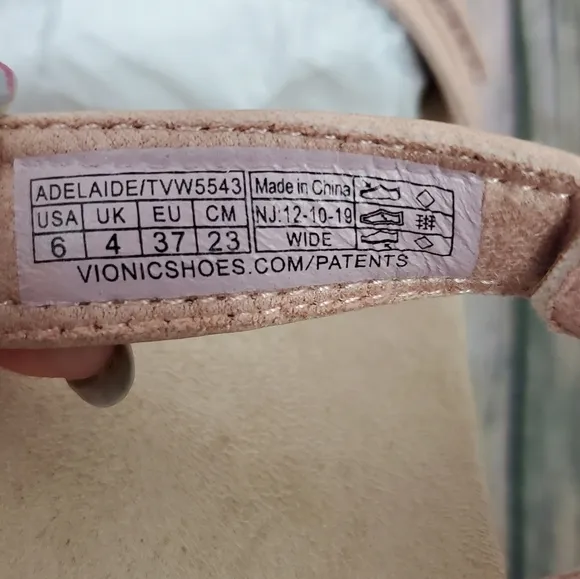 ADELAIDE/TVW5543
USA UK EU CM
6 4 37 23
Made in China
NJ:12-10-19
WIDE
VIONICSHOES.COM/PATENTS